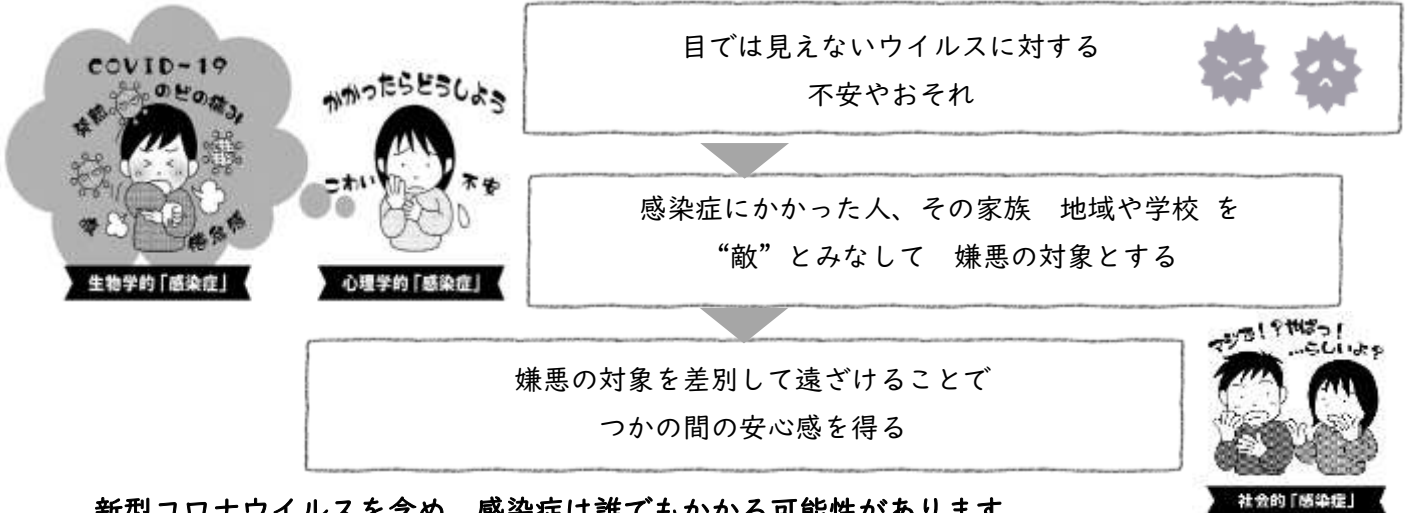 COVID-19
発熱
のどの痛み
咳
倦怠感
生物学的「感染症」
かかったらどうしよう
こわい
不安
心理学的「感染症」
目では見えないウイルスに対する
不安やおそれ
感染症にかかった人、その家族　地域や学校 を
“敵”とみなして　嫌悪の対象とする
嫌悪の対象を差別して遠ざけることで
つかの間の安心感を得る
マジで！？やばっ！
…らしいよ？
社会的「感染症」
新型コロナウイルスを含め、感染症は誰でもかかる可能性があります